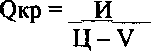 Qкр = И
Ц – V